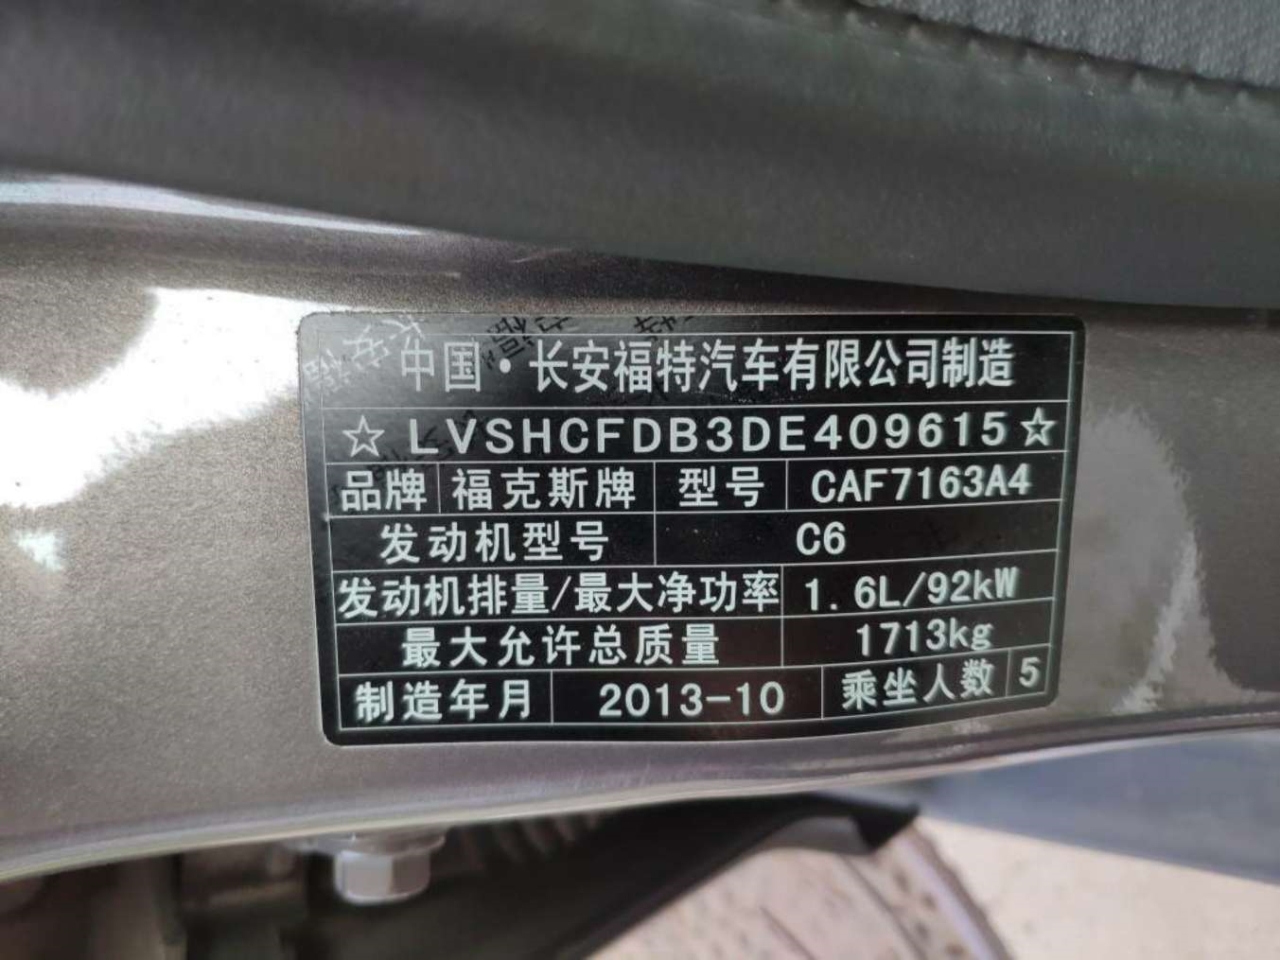 中国·长安福特汽车有限公司制造
☆LVSHCFDB3DE409615☆
品牌 福克斯牌 型号 CAF7163A4
发动机型号 C6
发动机排量/最大净功率 1.6L/92kW
最大允许总质量 1713kg
制造年月 2013-10 乘坐人数 5